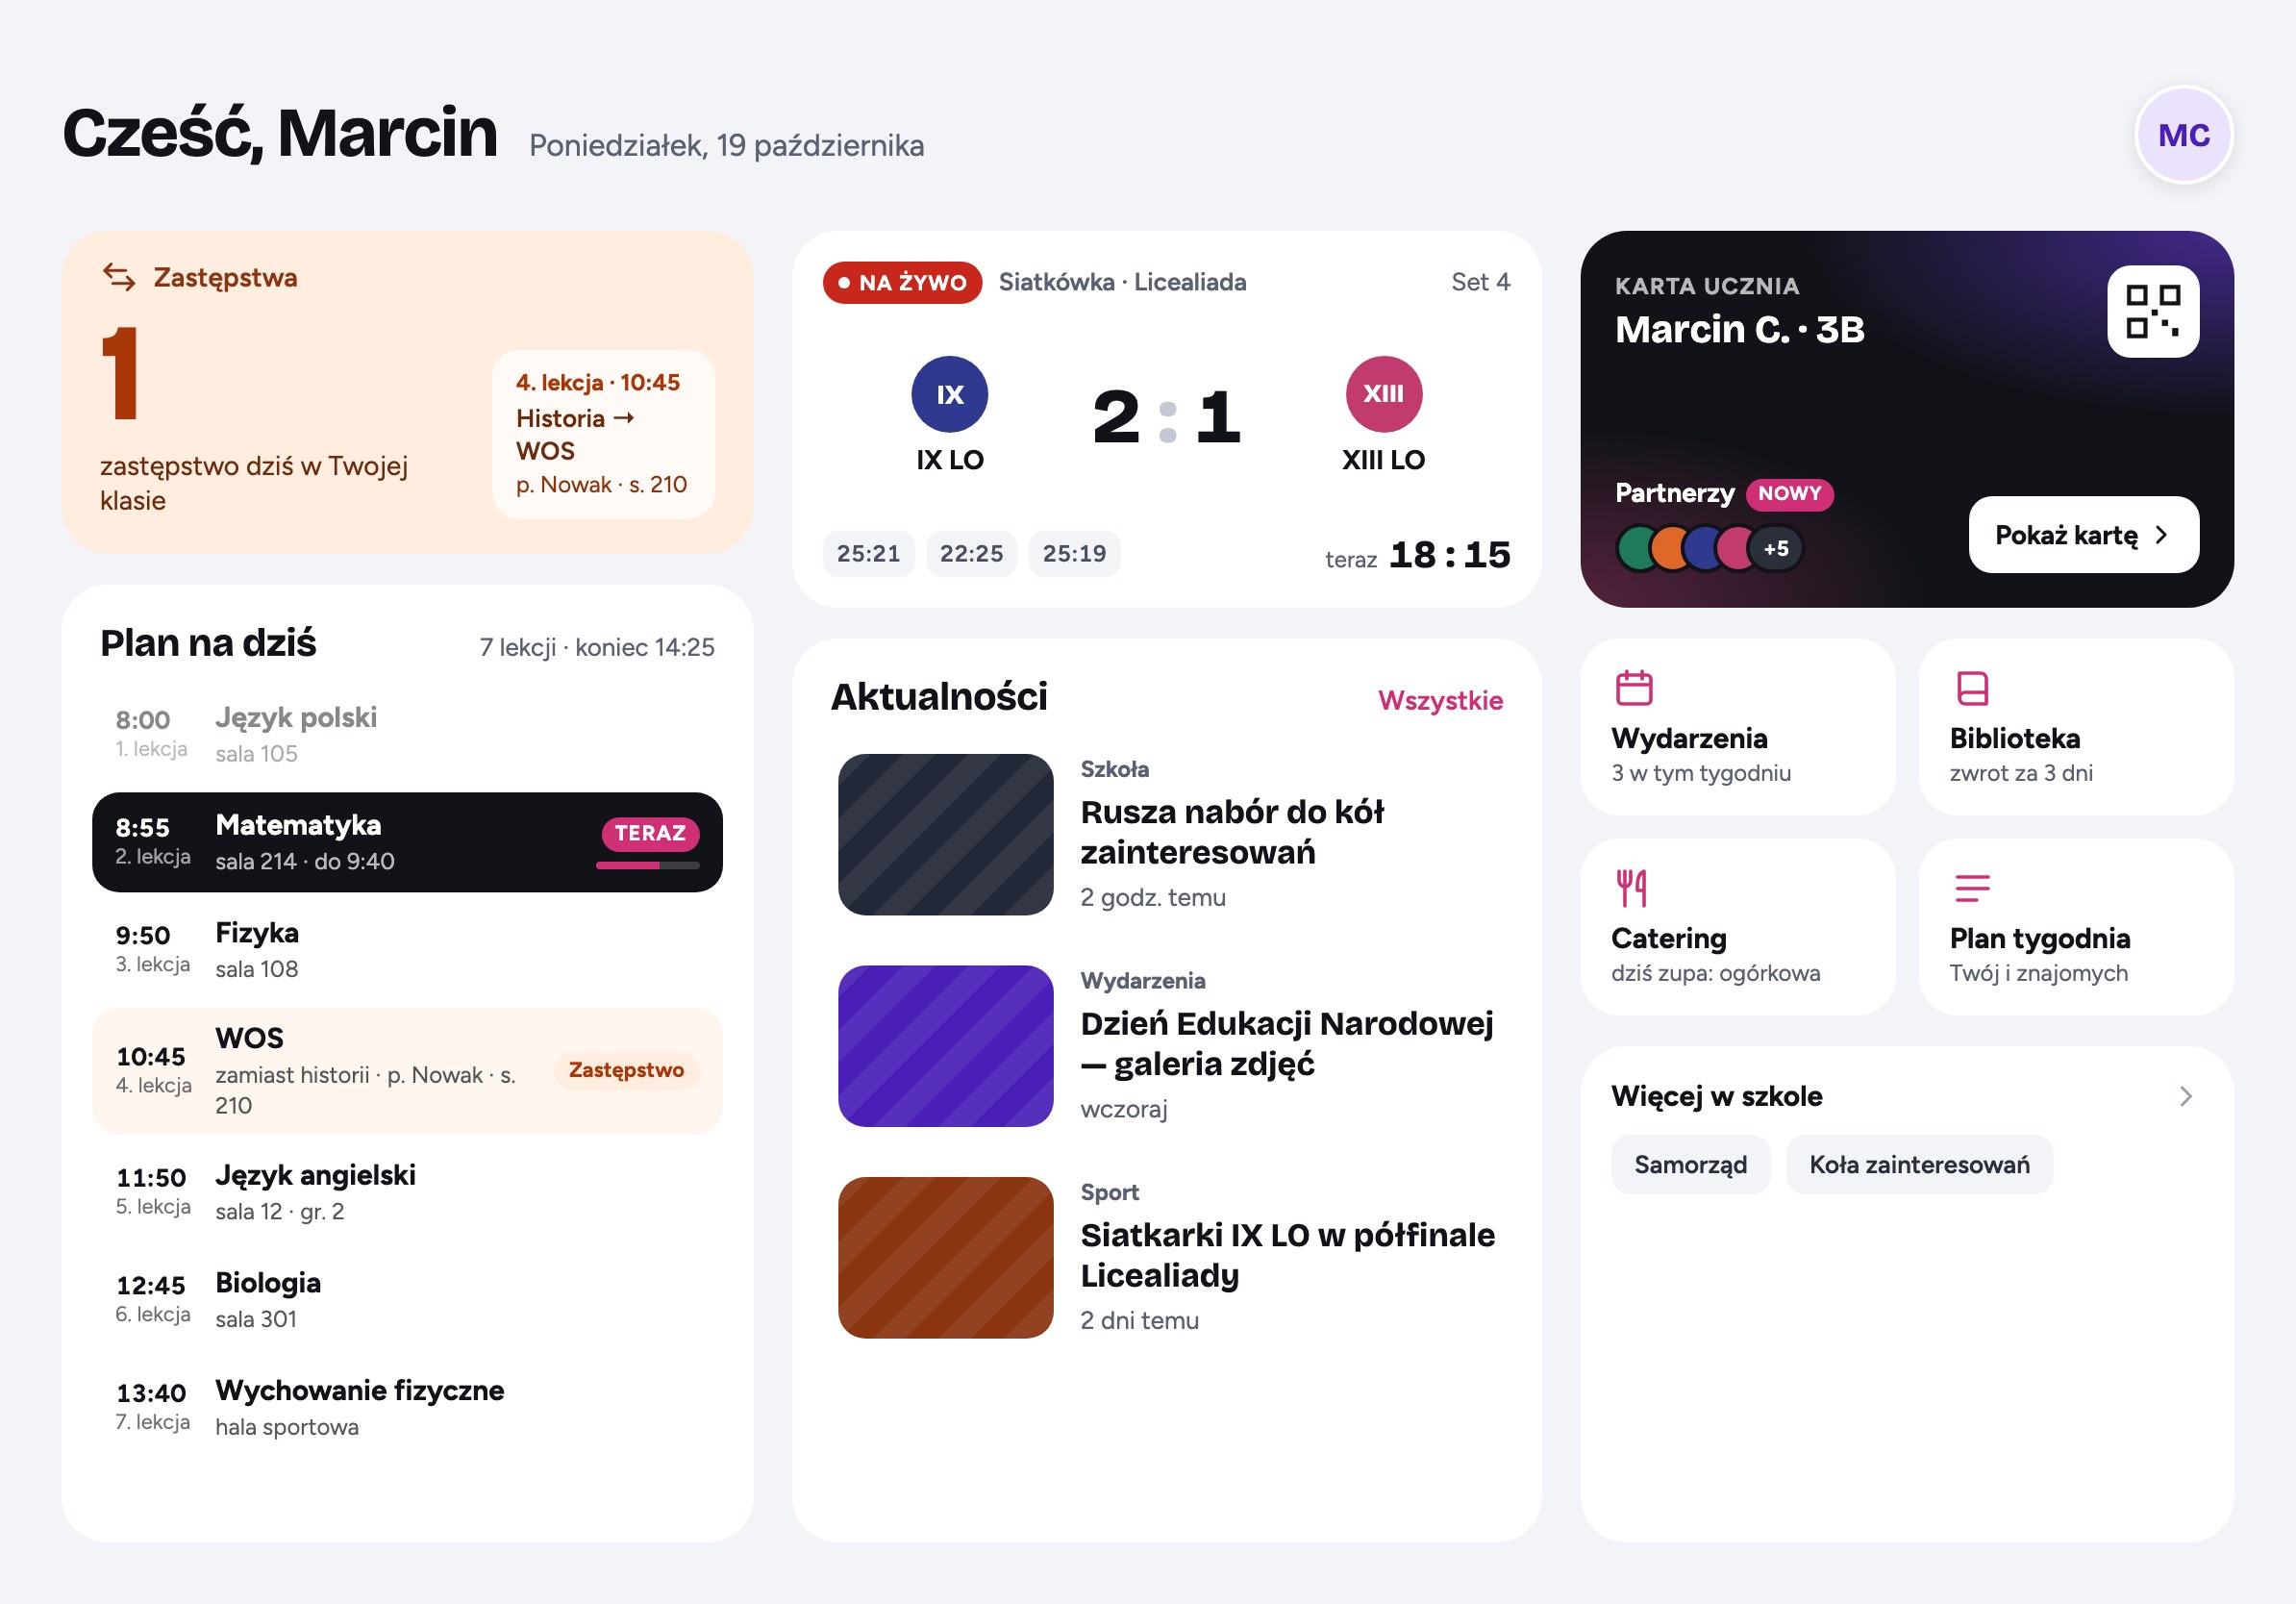 Cześć, Marcin
Poniedziałek, 19 października
MC
Zastępstwa
1
zastępstwo dziś w Twojej
klasie
4. lekcja · 10:45
Historia →
WOS
p. Nowak · s. 210
Plan na dziś
7 lekcji · koniec 14:25
8:00
1. lekcja
Język polski
sala 105
8:55
2. lekcja
Matematyka
sala 214 · do 9:40
TERAZ
9:50
3. lekcja
Fizyka
sala 108
10:45
4. lekcja
WOS
zamiast historii · p. Nowak · s.
210
Zastępstwo
11:50
5. lekcja
Język angielski
sala 12 · gr. 2
12:45
6. lekcja
Biologia
sala 301
13:40
7. lekcja
Wychowanie fizyczne
hala sportowa
NA ŻYWO
Siatkówka · Licealiada
Set 4
IX
IX LO
2:1
XIII
XIII LO
25:21
22:25
25:19
teraz 18:15
Aktualności
Wszystkie
Szkoła
Rusza nabór do kół
zainteresowań
2 godz. temu
Wydarzenia
Dzień Edukacji Narodowej
— galeria zdjęć
wczoraj
Sport
Siatkarki IX LO w półfinale
Licealiady
2 dni temu
KARTA UCZNIA
Marcin C. · 3B
Partnerzy
NOWY
+5
Pokaż kartę
Wydarzenia
3 w tym tygodniu
Biblioteka
zwrot za 3 dni
Catering
dziś zupa: ogórkowa
Plan tygodnia
Twój i znajomych
Więcej w szkole
Samorząd
Koła zainteresowań